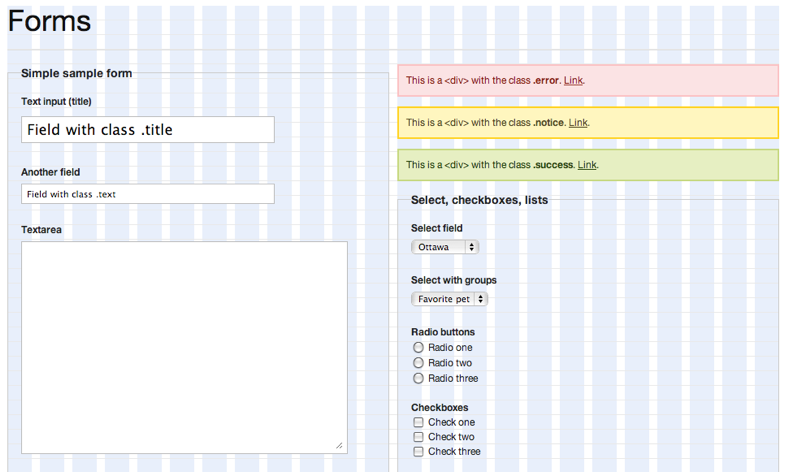 Forms
Simple sample form
Text input (title)
Field with class .title
Another field
Field with class .text
Textarea
This is a <div> with the class .error. Link.
This is a <div> with the class .notice. Link.
This is a <div> with the class .success. Link.
Select, checkboxes, lists
Select field
Ottawa
Select with groups
Favorite pet
Radio buttons
Radio one
Radio two
Radio three
Checkboxes
Check one
Check two
Check three